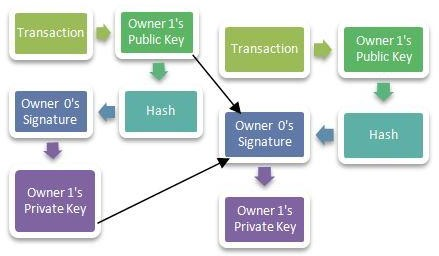 Transaction
Owner 1's
Public Key
Hash
Owner 0's
Signature
Owner 1's
Private Key
Transaction
Owner 1's
Public Key
Hash
Owner 0's
Signature
Owner 1's
Private Key